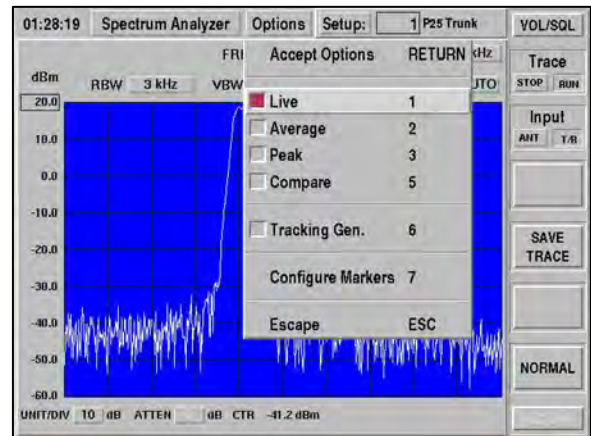 01:28:19 Spectrum Analyzer Options Setup: 1 P25 Trunk VOL/SQL
FRE kHz
Accept Options RETURN
Trace
STOP RUN
dBm RBW 3 kHz VBW AUTO
20.0
Live 1
Input
ANT T/R
10.0
Average 2
Peak 3
0.0
Compare 5
-10.0
Tracking Gen. 6
SAVE
TRACE
-20.0
Configure Markers 7
-30.0
Escape ESC
-40.0
-50.0
NORMAL
-60.0
UNIT/DIV 10 dB ATTEN dB CTR -41.2 dBm